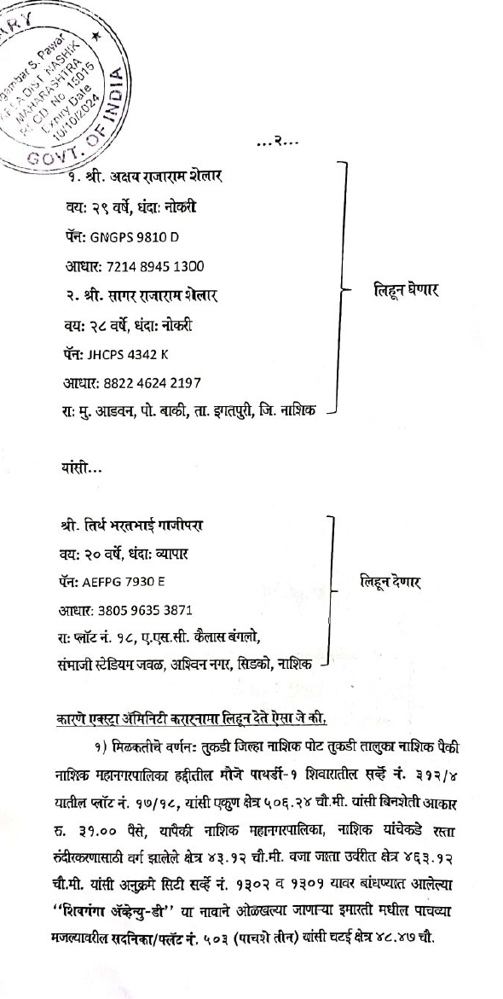 ARY
gambar S. Pawar
DIST NASHIK
MAHARASHTRA
CD No 15015
Expiry Date
10/10/2024
GOVT. OF INDIA
...२...
१. श्री. अक्षय राजाराम शेलार
वय: २९ वर्षे, धंदा: नोकरी
पॅन: GNGPS 9810 D
आधार: 7214 8945 1300
२. श्री. सागर राजाराम शेलार
वय: २८ वर्षे, धंदा: नोकरी
पॅन: JHCPS 4342 K
आधार: 8822 4624 2197
रा: मु. आडवन, पो. बाकी, ता. इगतपुरी, जि. नाशिक
लिहून घेणार
यांसी...
श्री. तिर्थ भरतभाई गाजीपरा
वय: २० वर्षे, धंदा: व्यापार
पॅन: AEFPG 7930 E
आधार: 3805 9635 3871
रा: प्लॉट नं. १८, ए.एस.सी. कैलास बंगलो,
संभाजी स्टेडियम जवळ, अश्विन नगर, सिडको, नाशिक
लिहून देणार
कारणे एक्स्ट्रा ॲमिनिटी करारनामा लिहून देते ऐसा जे की,
१) मिळकतीचे वर्णन: तुकडी जिल्हा नाशिक पोट तुकडी तालुका नाशिक पैकी
नाशिक महानगरपालिका हद्दीतील मौजे पाथर्डी-१ शिवारातील सर्व्हे नं. ३१२/४
यातील प्लॉट नं. १७/१८, यांसी एकुण क्षेत्र ५०६.२४ चौ.मी. यांसी बिनशेती आकार
रु. ३१.०० पैसे, यापैकी नाशिक महानगरपालिका, नाशिक यांचेकडे रस्ता
रुंदीकरणासाठी वर्ग झालेले क्षेत्र ४३.१२ चौ.मी. वजा जाता उर्वरीत क्षेत्र ४६३.१२
चौ.मी. यांसी अनुक्रमे सिटी सर्व्हे नं. १३०२ व १३०१ यावर बांधण्यात आलेल्या
“शिवगंगा ॲव्हेन्यु-डी” या नावाने ओळखल्या जाणाऱ्या इमारती मधील पाचव्या
मजल्यावरील सदनिका/फ्लॅट नं. ५०३ (पाचशे तीन) यांसी चटई क्षेत्र ४८.४७ चौ.